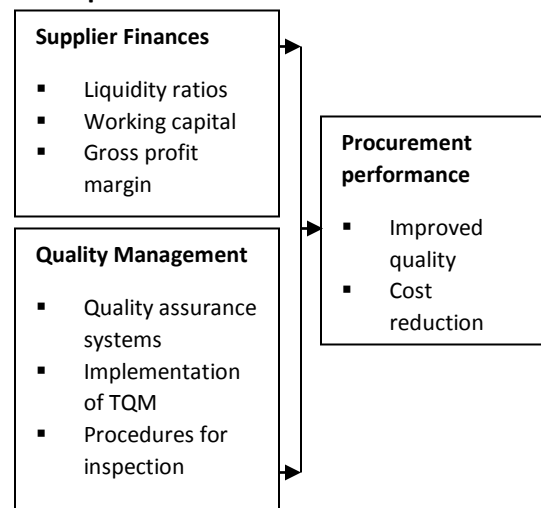 Supplier Finances
▪ Liquidity ratios
▪ Working capital
▪ Gross profit
margin
Quality Management
▪ Quality assurance
systems
▪ Implementation
of TQM
▪ Procedures for
inspection
Procurement
performance
▪ Improved
quality
▪ Cost
reduction